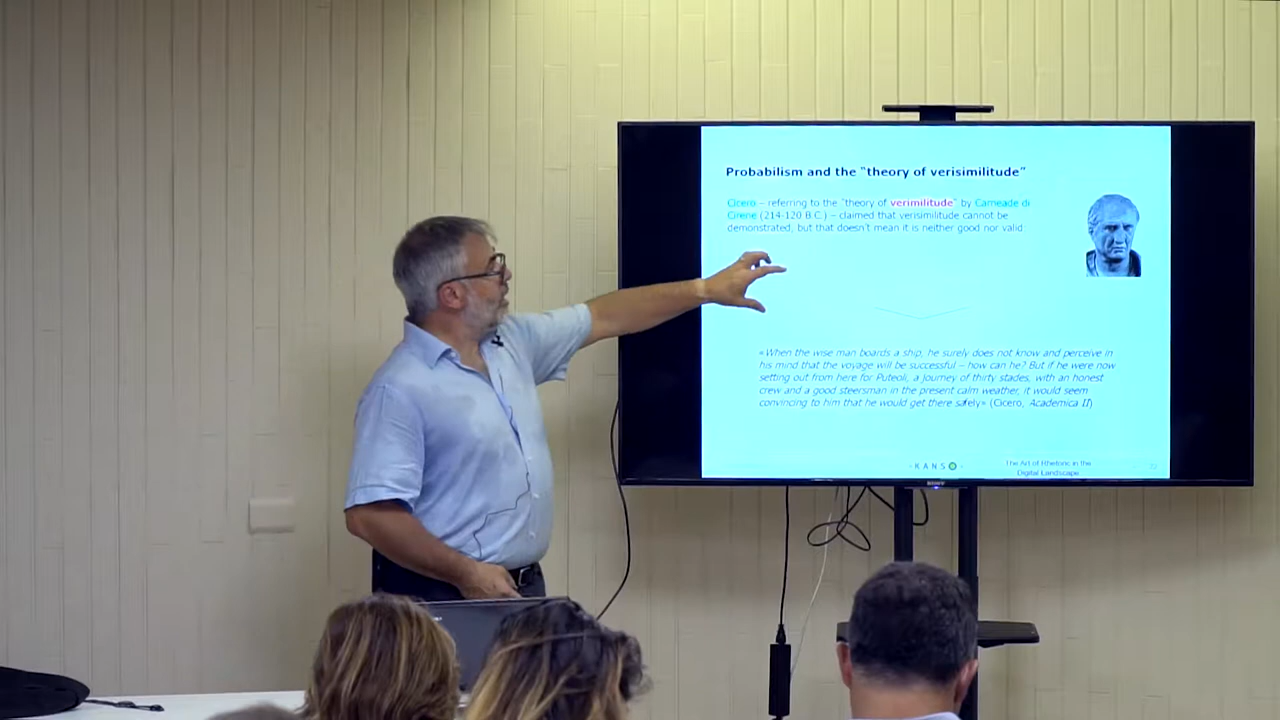 Probabilism and the "theory of verisimilitude"
Cicero – referring to the "theory of verimilitude" by Carneade di
Cirene (214-120 B.C.) – claimed that verisimilitude cannot be
demonstrated, but that doesn't mean it is neither good nor valid:
«When the wise man boards a ship, he surely does not know and perceive in
his mind that the voyage will be successful – how can he? But if he were now
setting out from here for Puteoli, a journey of thirty stades, with an honest
crew and a good steersman in the present calm weather, it would seem
convincing to him that he would get there safely» (Cicero, Academica II)
- KANSO -
The Art of Rhetoric in the
Digital Landscape
SONY